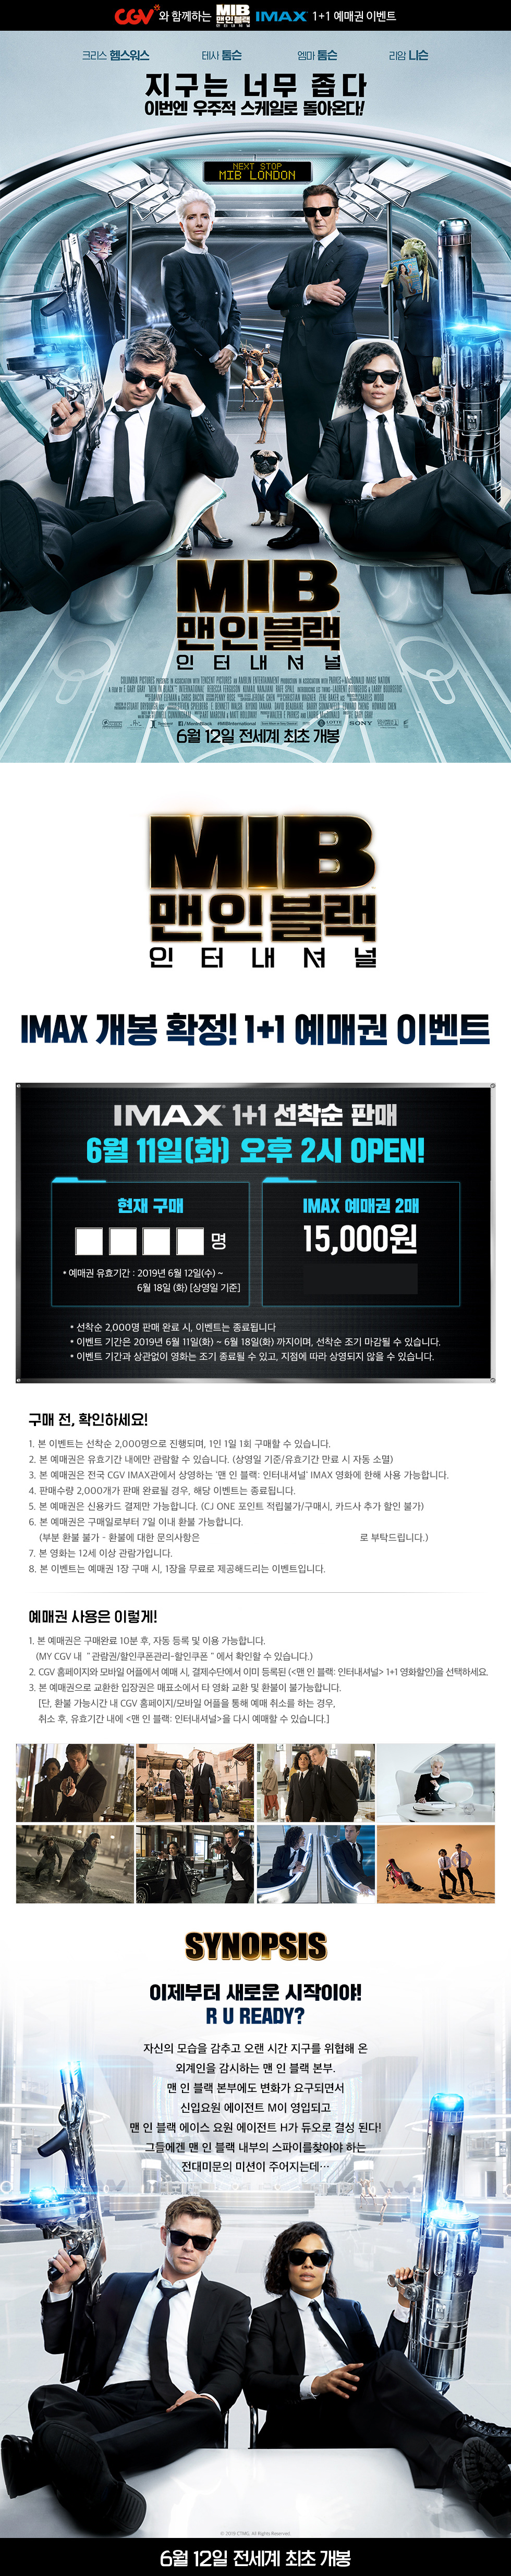 CGV와 함께하는 MIB 맨인블랙 인터내셔널 IMAX 1+1 예매권 이벤트
크리스 헴스워스 테사 톰슨 엠마 톰슨 리암 니슨
지구는 너무 좁다
이번엔 우주적 스케일로 돌아온다!
NEXT STOP
MIB LONDON
MIB
맨인블랙
인터내셔널
6월 12일 전세계 최초 개봉
MIB
맨인블랙
인터내셔널
IMAX 개봉 확정! 1+1 예매권 이벤트
IMAX 1+1 선착순 판매
6월 11일(화) 오후 2시 OPEN!
현재 구매
명
* 예매권 유효기간 : 2019년 6월 12일(수) ~
6월 18일 (화) [상영일 기준]
IMAX 예매권 2매
15,000원
* 선착순 2,000명 판매 완료 시, 이벤트는 종료됩니다
* 이벤트 기간은 2019년 6월 11일(화) ~ 6월 18일(화) 까지이며, 선착순 조기 마감될 수 있습니다.
* 이벤트 기간과 상관없이 영화는 조기 종료될 수 있고, 지점에 따라 상영되지 않을 수 있습니다.
구매 전, 확인하세요!
1. 본 이벤트는 선착순 2,000명으로 진행되며, 1인 1일 1회 구매할 수 있습니다.
2. 본 예매권은 유효기간 내에만 관람할 수 있습니다. (상영일 기준/유효기간 만료 시 자동 소멸)
3. 본 예매권은 전국 CGV IMAX관에서 상영하는 '맨 인 블랙: 인터내셔널' IMAX 영화에 한해 사용 가능합니다.
4. 판매수량 2,000개가 판매 완료될 경우, 해당 이벤트는 종료됩니다.
5. 본 예매권은 신용카드 결제만 가능합니다. (CJ ONE 포인트 적립불가/구매시, 카드사 추가 할인 불가)
6. 본 예매권은 구매일로부터 7일 이내 환불 가능합니다.
(부분 환불 불가 - 환불에 대한 문의사항은 로 부탁드립니다.)
7. 본 영화는 12세 이상 관람가입니다.
8. 본 이벤트는 예매권 1장 구매 시, 1장을 무료로 제공해드리는 이벤트입니다.
예매권 사용은 이렇게!
1. 본 예매권은 구매완료 10분 후, 자동 등록 및 이용 가능합니다.
(MY CGV 내 "관람권/할인쿠폰관리-할인쿠폰" 에서 확인할 수 있습니다.)
2. CGV 홈페이지와 모바일 어플에서 예매 시, 결제수단에서 이미 등록된 (<맨 인 블랙: 인터내셔널> 1+1 영화할인)을 선택하세요.
3. 본 예매권으로 교환한 입장권은 매표소에서 타 영화 교환 및 환불이 불가능합니다.
[단, 환불 가능시간 내 CGV 홈페이지/모바일 어플을 통해 예매 취소를 하는 경우,
취소 후, 유효기간 내에 <맨 인 블랙: 인터내셔널>을 다시 예매할 수 있습니다.]
SYNOPSIS
이제부터 새로운 시작이야!
R U READY?
자신의 모습을 감추고 오랜 시간 지구를 위협해 온
외계인을 감시하는 맨 인 블랙 본부.
맨 인 블랙 본부에도 변화가 요구되면서
신입요원 에이전트 M이 영입되고
맨 인 블랙 에이스 요원 에이전트 H가 듀오로 결성 된다!
그들에겐 맨 인 블랙 내부의 스파이를찾아야 하는
전대미문의 미션이 주어지는데…
© 2019 CTMG. All Rights Reserved.
6월 12일 전세계 최초 개봉